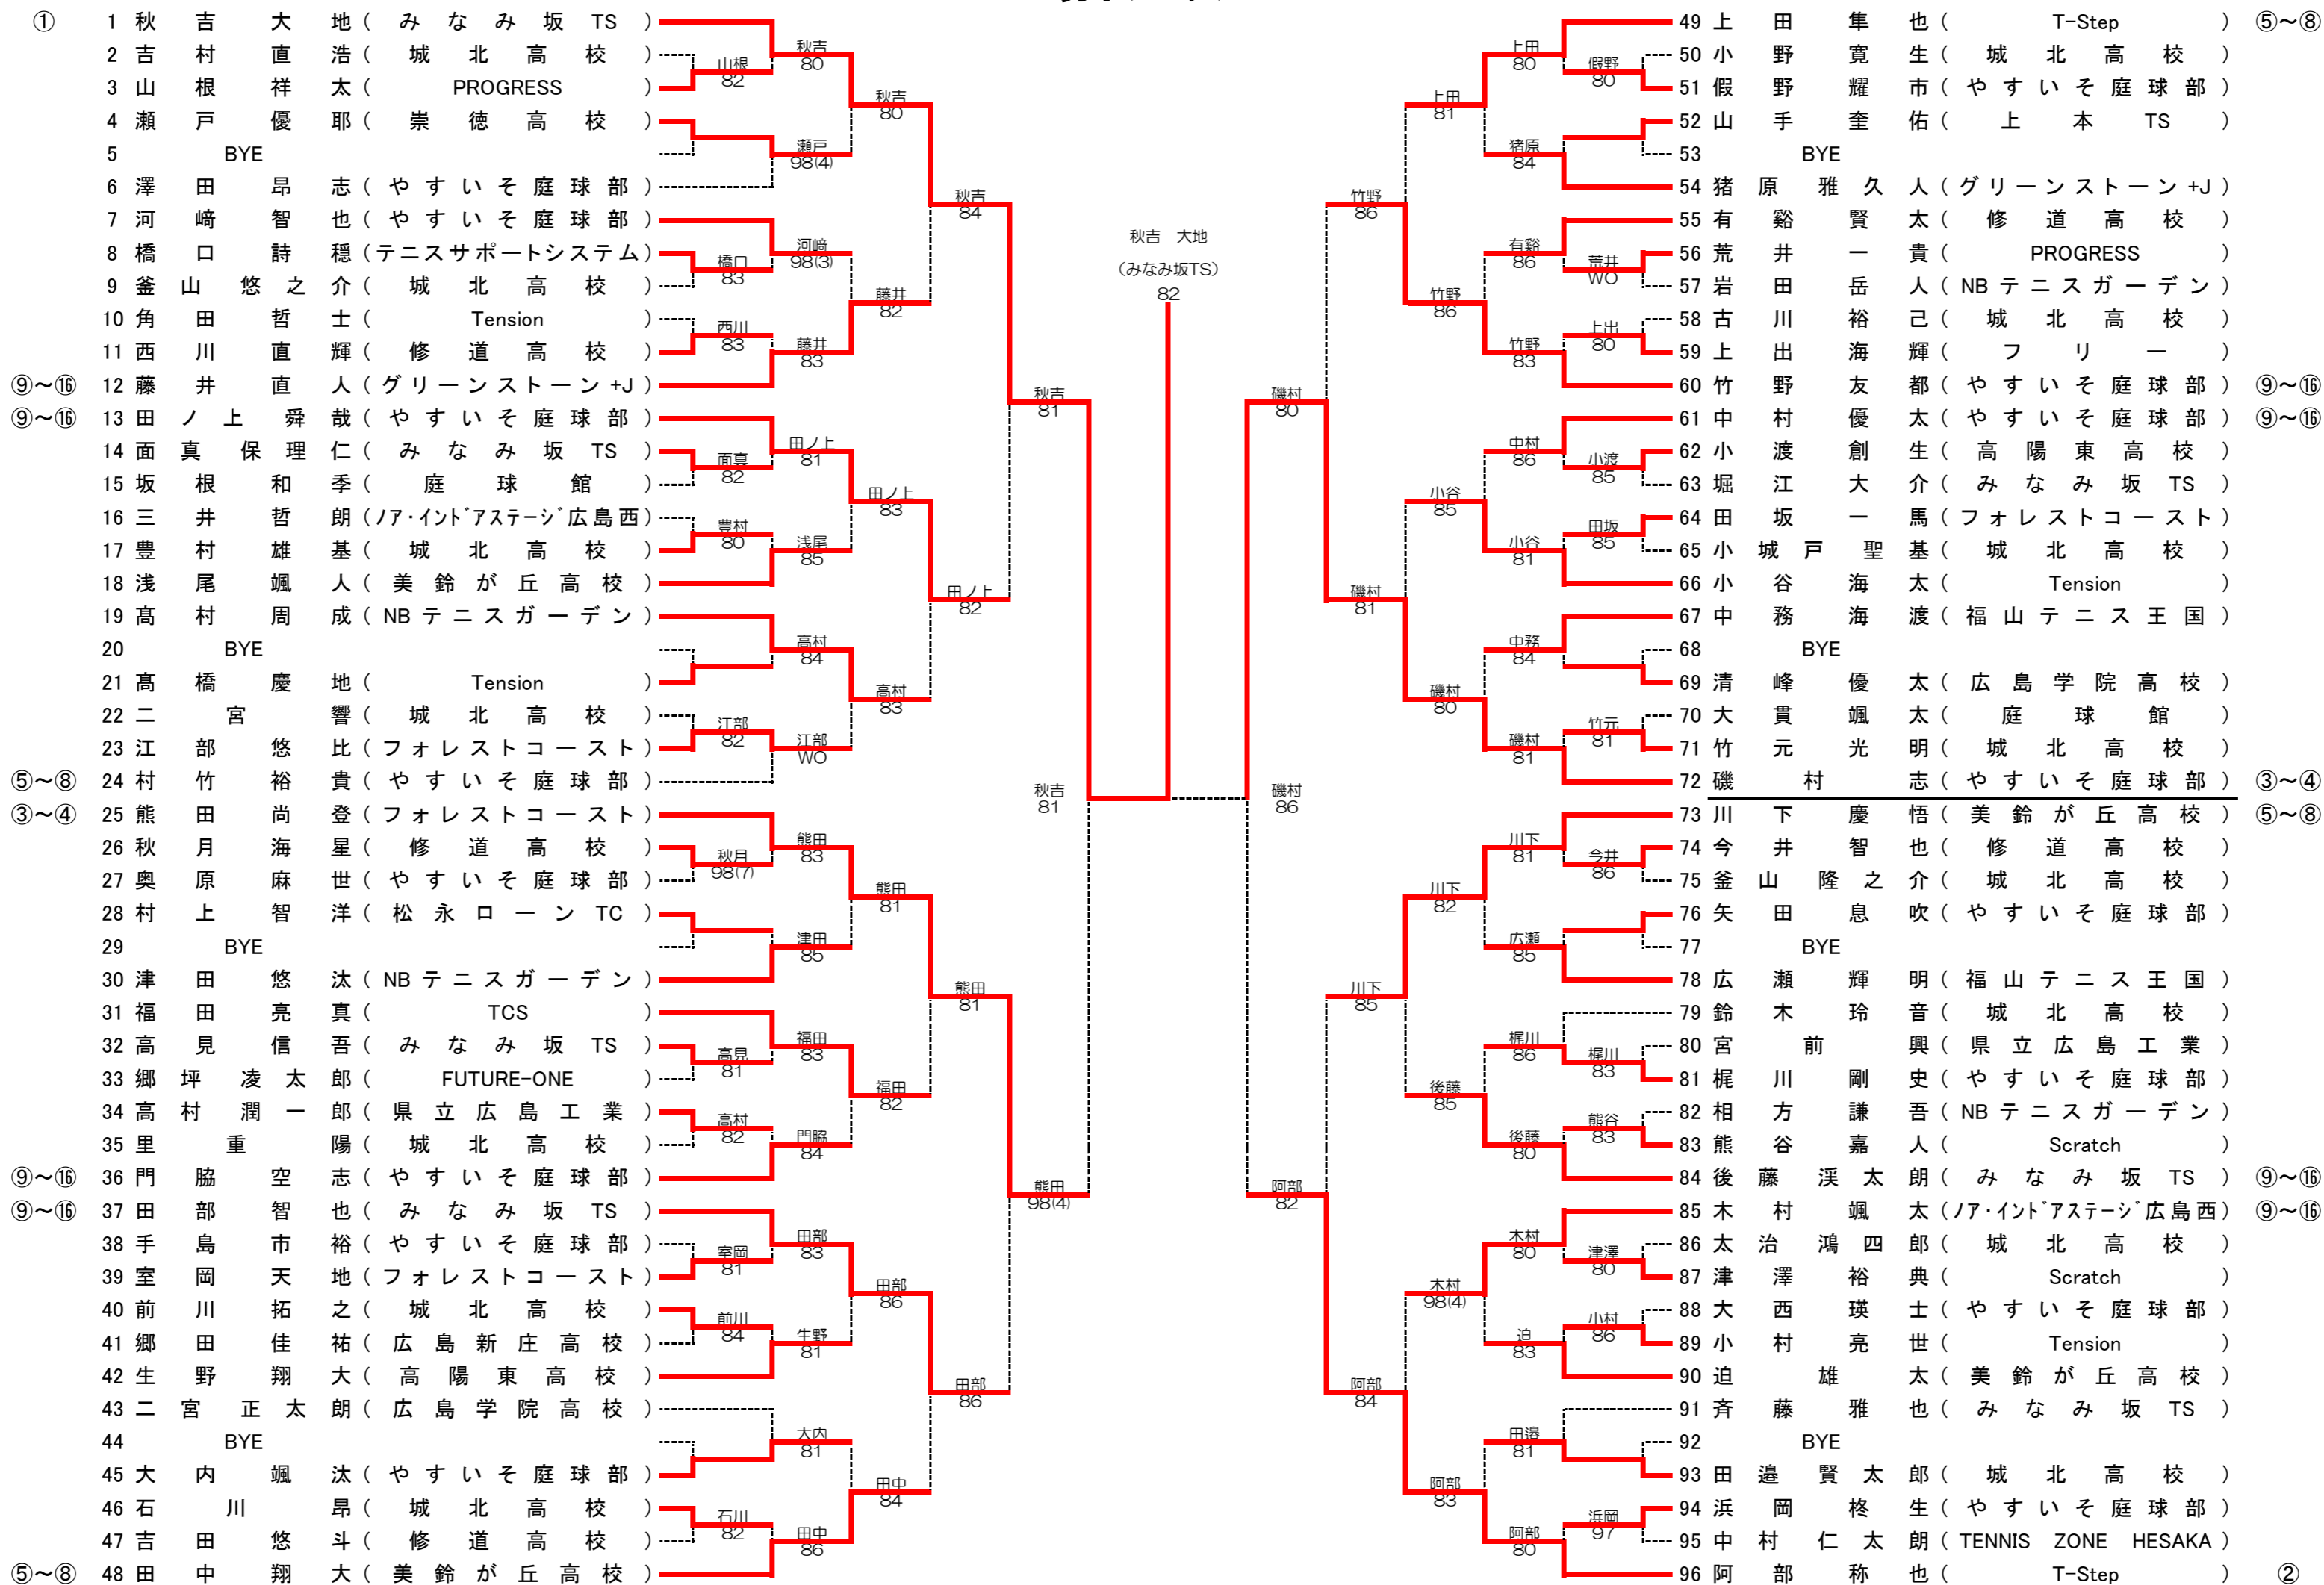 ① 1 秋吉 大地 ( みなみ坂TS )
2 吉村 直浩 ( 城北高校 )
3 山根 祥太 ( PROGRESS )
4 瀬戸 優耶 ( 崇徳高校 )
5 BYE
6 澤田 昂志 ( やすいそ庭球部 )
7 河﨑 智也 ( やすいそ庭球部 )
8 橋口 詩穏 ( テニスサポートシステム )
9 釜山 悠之介 ( 城北高校 )
10 角田 哲士 ( Tension )
11 西川 直輝 ( 修道高校 )
⑨～⑯ 12 藤井 直人 ( グリーンストーン+J )
⑨～⑯ 13 田ノ上 舜哉 ( やすいそ庭球部 )
14 面真 保理仁 ( みなみ坂TS )
15 坂根 和季 ( 庭球館 )
16 三井 哲朗 ( ノア・インドアステージ広島西 )
17 豊村 雄基 ( 城北高校 )
18 浅尾 颯人 ( 美鈴が丘高校 )
19 髙村 周成 ( NBテニスガーデン )
20 BYE
21 髙橋 慶地 ( Tension )
22 二宮 響 ( 城北高校 )
23 江部 悠比 ( フォレストコースト )
⑤～⑧ 24 村竹 裕貴 ( やすいそ庭球部 )
③～④ 25 熊田 尚登 ( フォレストコースト )
26 秋月 海星 ( 修道高校 )
27 奥原 麻世 ( やすいそ庭球部 )
28 村上 智洋 ( 松永ローンTC )
29 BYE
30 津田 悠汰 ( NBテニスガーデン )
31 福田 亮真 ( TCS )
32 高見 信吾 ( みなみ坂TS )
33 郷坪 凌太郎 ( FUTURE-ONE )
34 高村 潤一郎 ( 県立広島工業 )
35 里重 陽 ( 城北高校 )
⑨～⑯ 36 門脇 空志 ( やすいそ庭球部 )
⑨～⑯ 37 田部 智也 ( みなみ坂TS )
38 手島 市裕 ( やすいそ庭球部 )
39 室岡 天地 ( フォレストコースト )
40 前川 拓之 ( 城北高校 )
41 郷田 佳祐 ( 広島新庄高校 )
42 生野 翔大 ( 高陽東高校 )
43 二宮 正太朗 ( 広島学院高校 )
44 BYE
45 大内 颯汰 ( やすいそ庭球部 )
46 石川 昂 ( 城北高校 )
47 吉田 悠斗 ( 修道高校 )
⑤～⑧ 48 田中 翔大 ( 美鈴が丘高校 )
山根
82
橋口
83
西川
83
面真
82
豊村
80
江部
82
秋月
98(7)
高見
81
高村
82
室岡
81
前川
84
石川
82
秋吉
80
瀬戸
98(4)
河﨑
98(3)
藤井
83
田ノ上
81
浅尾
85
高村
84
江部
WO
熊田
83
津田
85
福田
83
門脇
84
田部
83
生野
81
大内
81
田中
86
秋吉
80
藤井
82
田ノ上
83
高村
83
熊田
81
福田
82
田部
86
田中
84
秋吉
84
田ノ上
82
熊田
81
田部
86
秋吉
81
熊田
98(4)
秋吉
81
秋吉 大地
(みなみ坂TS)
82
磯村
86
磯村
80
阿部
82
竹野
86
磯村
81
川下
85
阿部
84
上田
81
竹野
86
小谷
85
磯村
80
川下
82
後藤
85
木村
98(4)
阿部
83
上田
80
猪原
84
有谿
86
竹野
83
中村
86
小谷
81
中務
84
磯村
81
川下
81
広瀬
85
梶川
86
後藤
80
木村
80
迫
83
田邉
81
阿部
80
假野
80
荒井
WO
上出
80
小渡
85
田坂
85
竹元
81
今井
86
梶川
83
熊谷
83
津澤
80
小村
86
浜岡
97
49 上田 隼也 ( T-Step ) ⑤～⑧
50 小野 寛生 ( 城北高校 )
51 假野 耀市 ( やすいそ庭球部 )
52 山手 奎佑 ( 上本TS )
53 BYE
54 猪原 雅久人 ( グリーンストーン+J )
55 有谿 賢太 ( 修道高校 )
56 荒井 一貴 ( PROGRESS )
57 岩田 岳人 ( NBテニスガーデン )
58 古川 裕己 ( 城北高校 )
59 上出 海輝 ( フリー )
60 竹野 友都 ( やすいそ庭球部 ) ⑨～⑯
61 中村 優太 ( やすいそ庭球部 ) ⑨～⑯
62 小渡 創生 ( 高陽東高校 )
63 堀江 大介 ( みなみ坂TS )
64 田坂 一馬 ( フォレストコースト )
65 小城戸 聖基 ( 城北高校 )
66 小谷 海太 ( Tension )
67 中務 海渡 ( 福山テニス王国 )
68 BYE
69 清峰 優太 ( 広島学院高校 )
70 大貫 颯太 ( 庭球館 )
71 竹元 光明 ( 城北高校 )
72 磯村 志 ( やすいそ庭球部 ) ③～④
73 川下 慶悟 ( 美鈴が丘高校 ) ⑤～⑧
74 今井 智也 ( 修道高校 )
75 釜山 隆之介 ( 城北高校 )
76 矢田 息吹 ( やすいそ庭球部 )
77 BYE
78 広瀬 輝明 ( 福山テニス王国 )
79 鈴木 玲音 ( 城北高校 )
80 宮前 興 ( 県立広島工業 )
81 梶川 剛史 ( やすいそ庭球部 )
82 相方 謙吾 ( NBテニスガーデン )
83 熊谷 嘉人 ( Scratch )
84 後藤 渓太朗 ( みなみ坂TS ) ⑨～⑯
85 木村 颯太 ( ノア・インドアステージ広島西 ) ⑨～⑯
86 太治 鴻四郎 ( 城北高校 )
87 津澤 裕典 ( Scratch )
88 大西 瑛士 ( やすいそ庭球部 )
89 小村 亮世 ( Tension )
90 迫 雄太 ( 美鈴が丘高校 )
91 斉藤 雅也 ( みなみ坂TS )
92 BYE
93 田邉 賢太郎 ( 城北高校 )
94 浜岡 柊生 ( やすいそ庭球部 )
95 中村 仁太朗 ( TENNIS ZONE HESAKA )
96 阿部 称也 ( T-Step ) ②